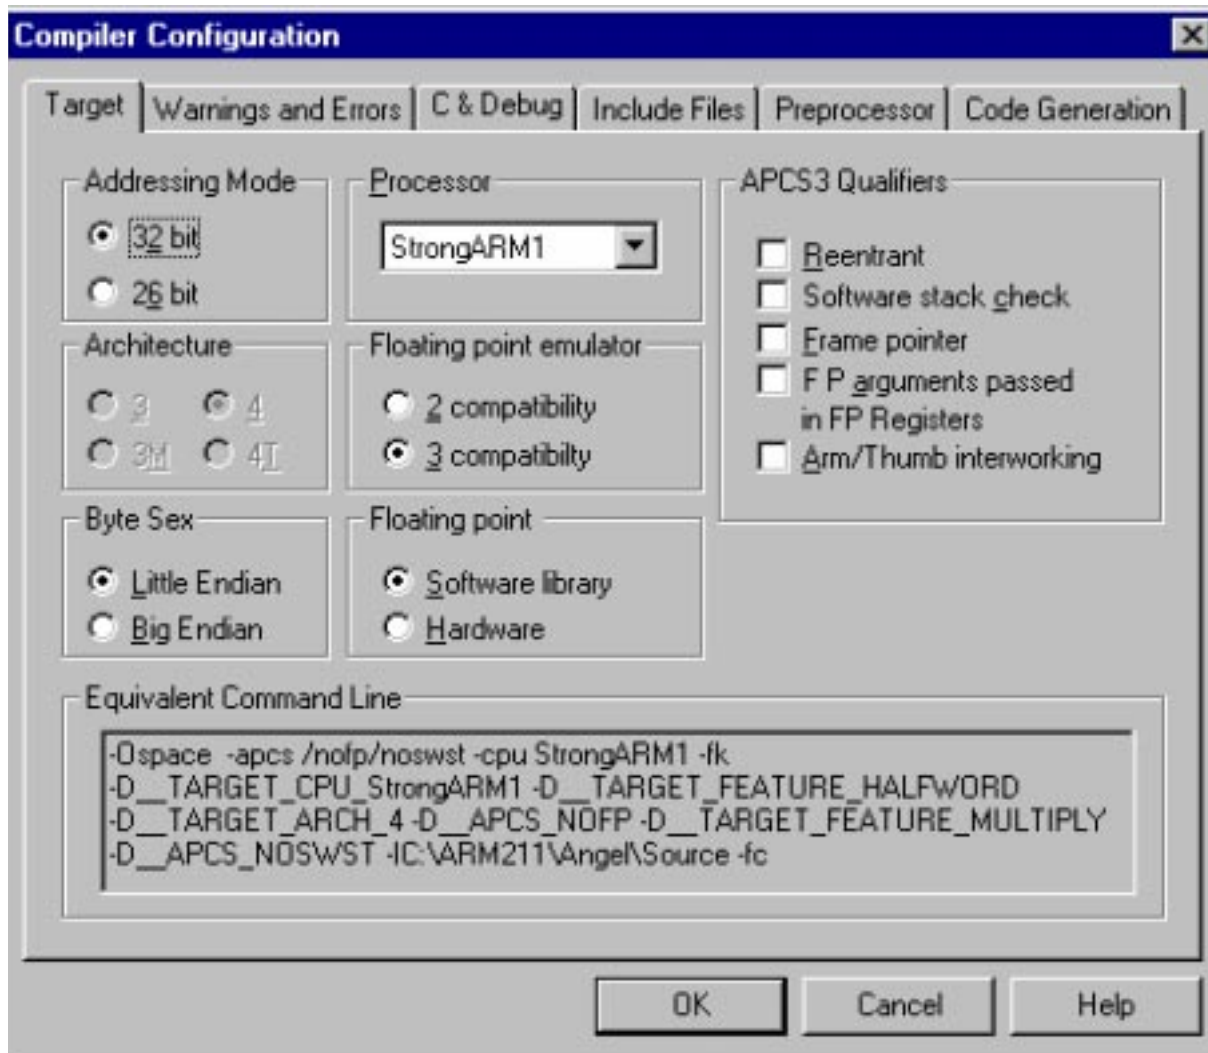 Compiler Configuration
Target
Warnings and Errors
C & Debug
Include Files
Preprocessor
Code Generation
Addressing Mode
32 bit
26 bit
Processor
StrongARM1
APCS3 Qualifiers
Reentrant
Software stack check
Frame pointer
F P arguments passed
in FP Registers
Arm/Thumb interworking
Architecture
3
4
3M
4T
Floating point emulator
2 compatibility
3 compatibilty
Byte Sex
Little Endian
Big Endian
Floating point
Software library
Hardware
Equivalent Command Line
-Ospace -apcs /nofp/noswst -cpu StrongARM1 -fk
-D__TARGET_CPU_StrongARM1 -D__TARGET_FEATURE_HALFWORD
-D__TARGET_ARCH_4 -D__APCS_NOFP -D__TARGET_FEATURE_MULTIPLY
-D__APCS_NOSWST -IC:\ARM211\Angel\Source -fc
OK
Cancel
Help